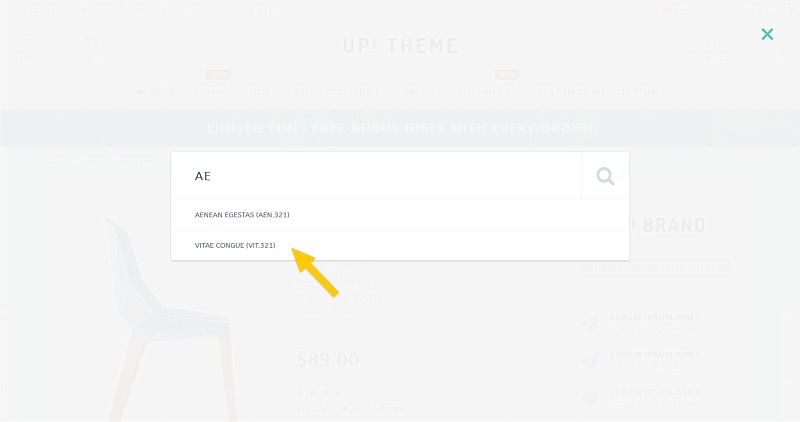 UP! THEME
HOME WOMAN MEN KIDS ACCESSORIES BRANDS CUSTOM MENU FEATURES
LIMITED TIME! FREE BONUS GIFTS WITH EVERY ORDER!
AE
AENEAN EGESTAS (AEN.321)
VITAE CONGUE (VIT.321)
! BRAND
LOREM IPSUM AMET
$89.00
LOREM IPSUM AMET
LOREM IPSUM AMET